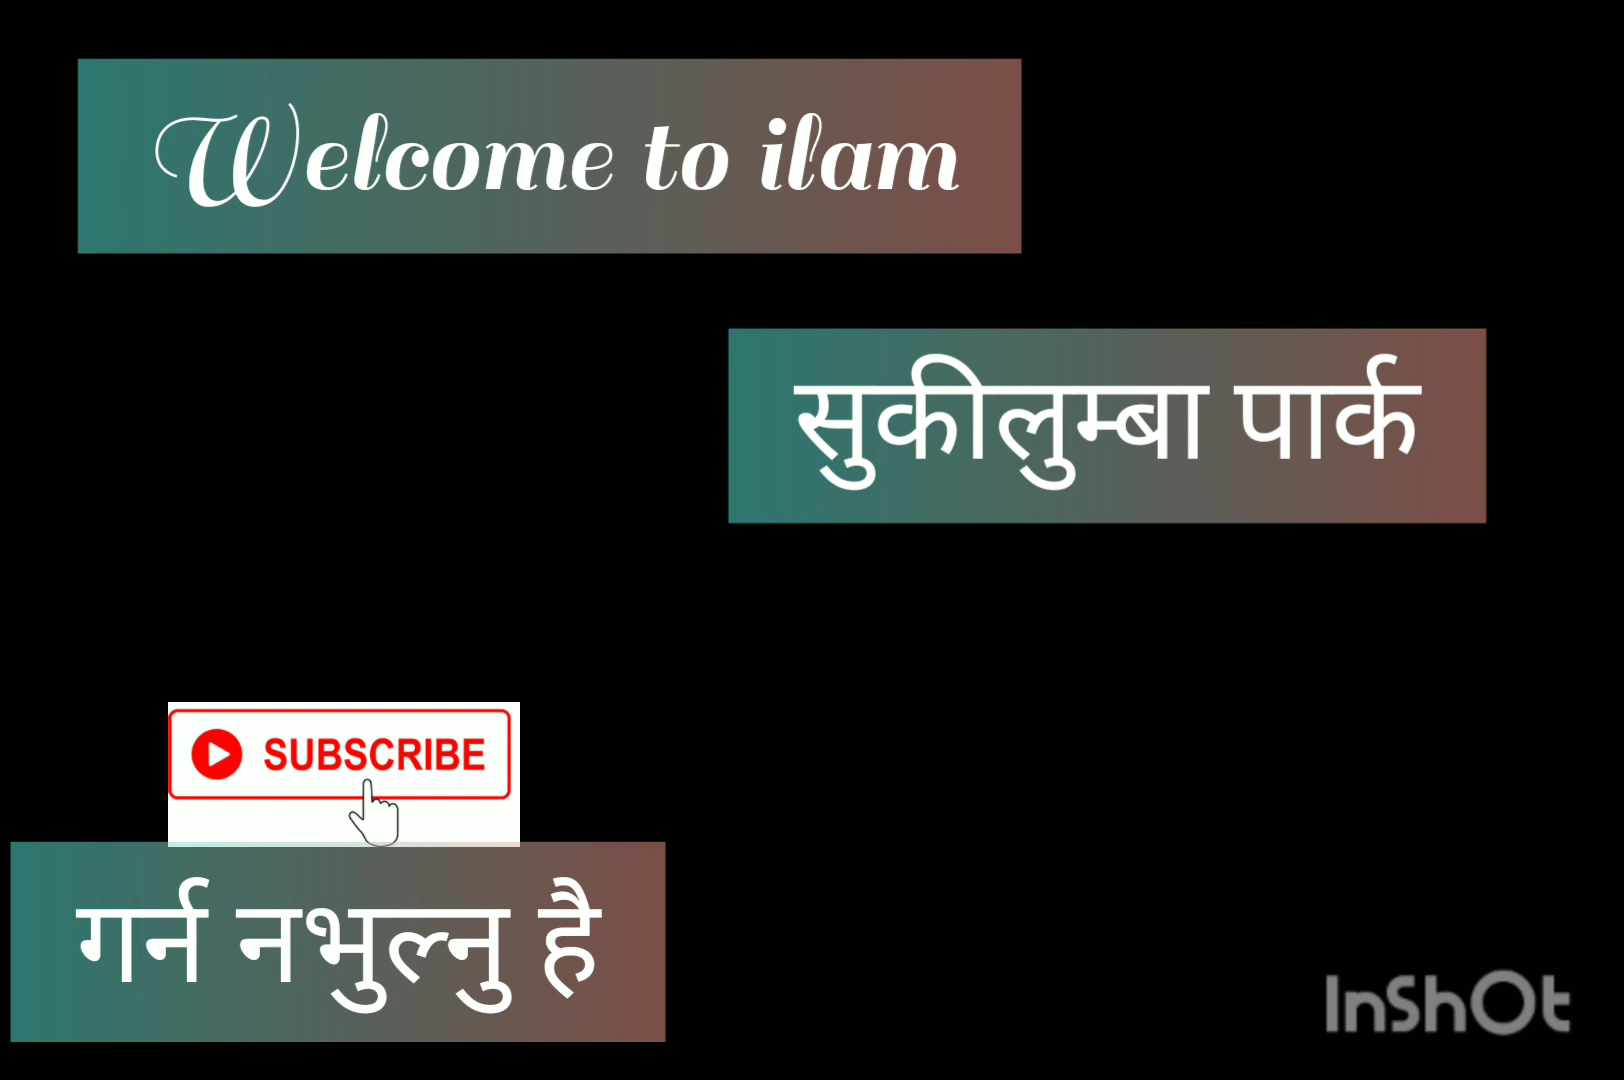 Welcome to ilam
सुकीलुम्बा पार्क
SUBSCRIBE
गर्न नभुल्नु है
InShOt